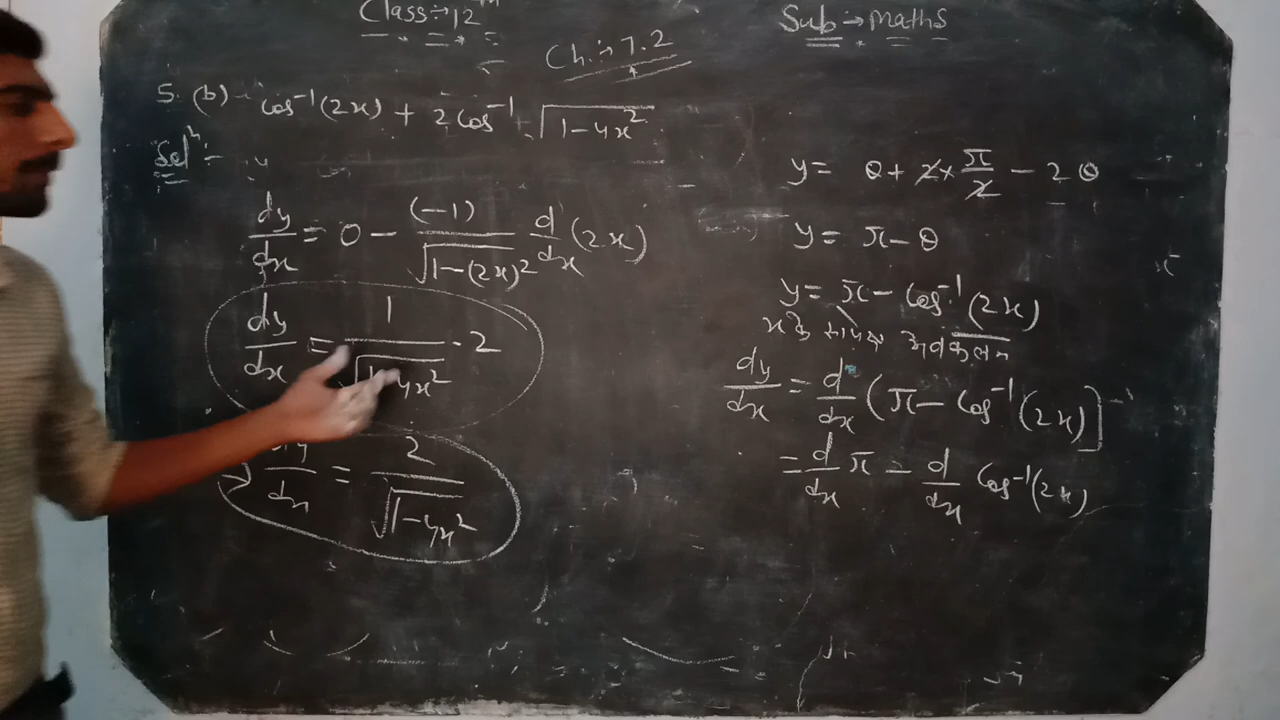 Class :- 12th
Sub → Maths
Ch. :- 7.2
5. (b) - cos⁻¹(2x) + 2 cos⁻¹ √(1-4x²)
Solⁿ :-
dy/dx = 0 - (-1)/√(1-(2x)²) d/dx (2x)
dy/dx = 1/√(1-4x²) · 2
dy/dx = 2/√(1-4x²)
y = θ + 2 × π/2 - 2θ
y = π - θ
y = π - cos⁻¹(2x)
x के सापेक्ष अवकलन
dy/dx = d/dx (π - cos⁻¹(2x)]
= d/dx π - d/dx cos⁻¹(2x)